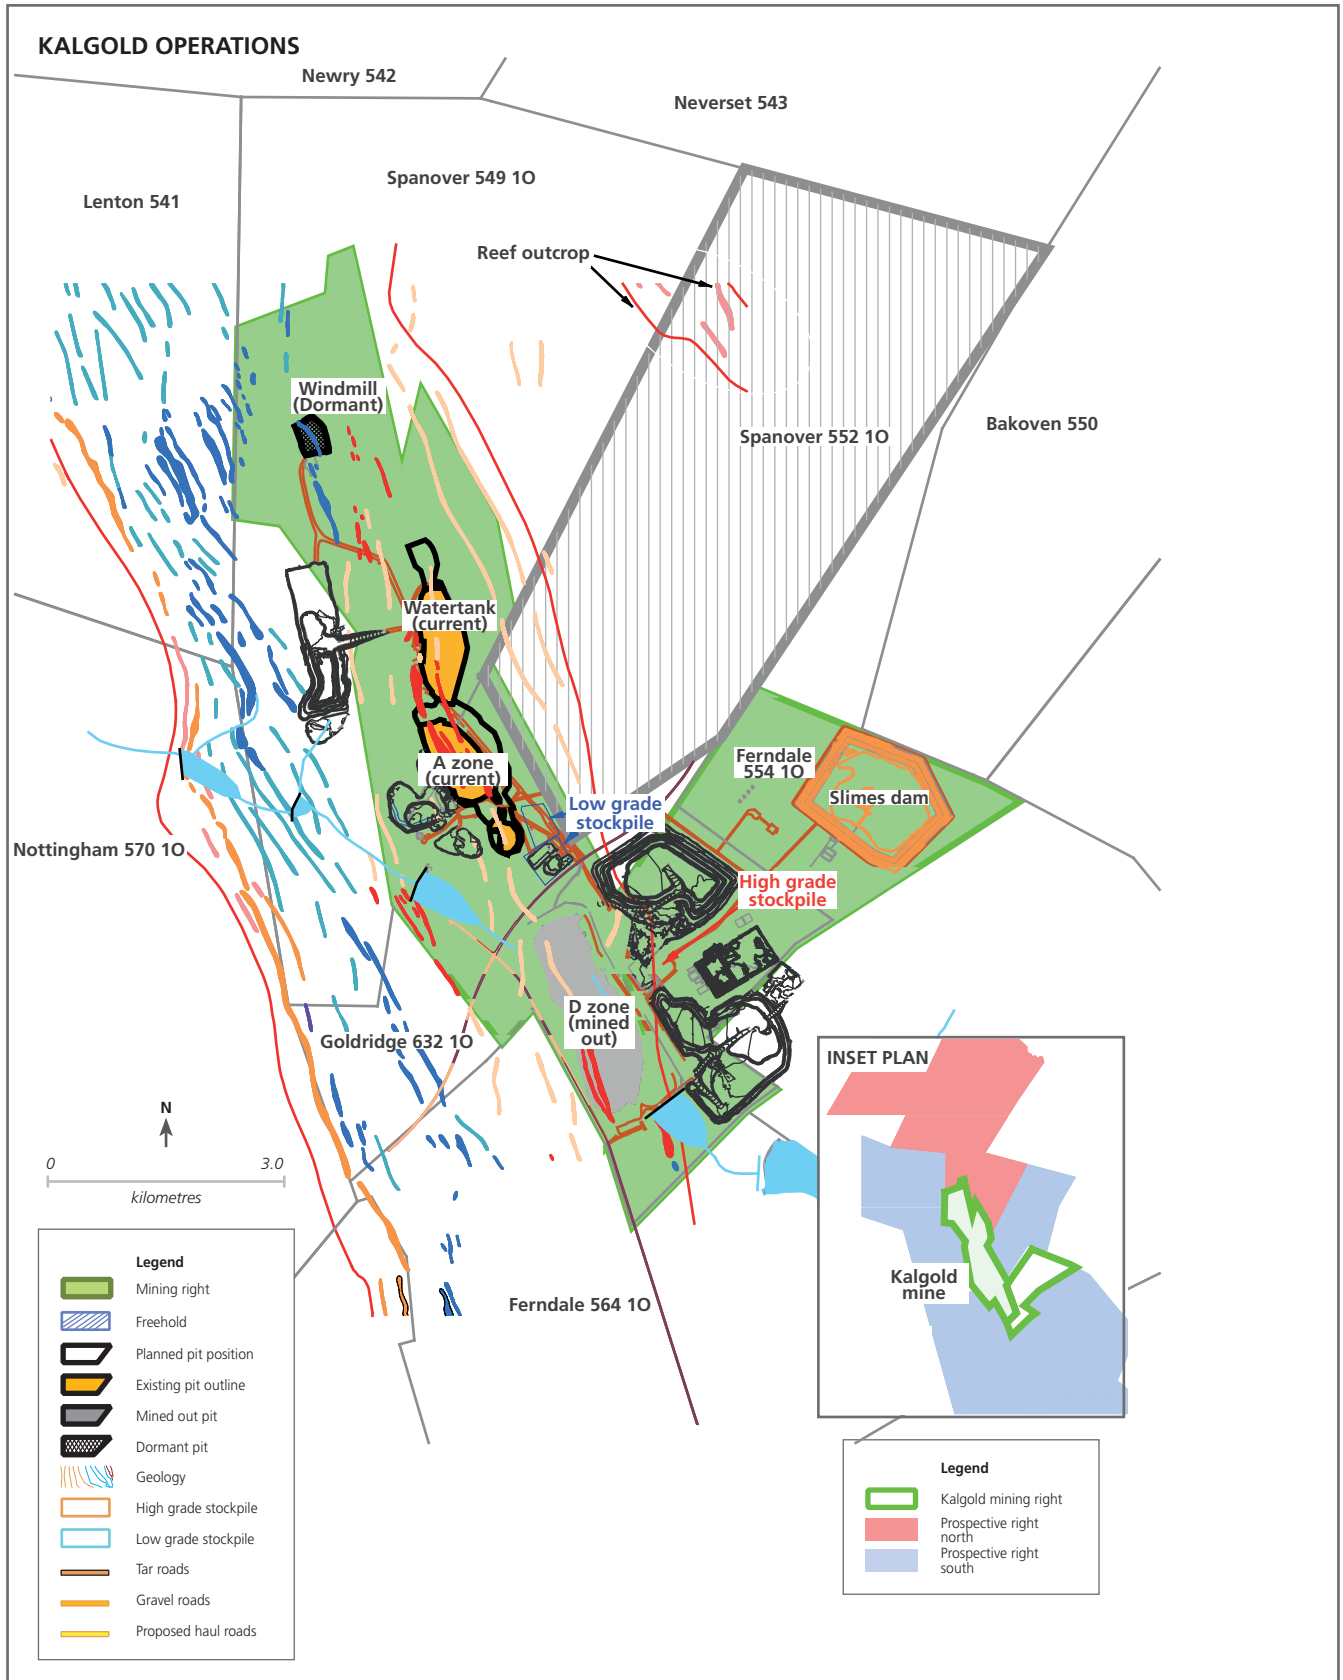 KALGOLD OPERATIONS
Newry 542
Neverset 543
Spanover 549 1O
Lenton 541
Reef outcrop
Windmill
(Dormant)
Bakoven 550
Spanover 552 1O
Watertank
(current)
A zone
(current)
Ferndale
554 1O
Slimes dam
Low grade
stockpile
Nottingham 570 1O
High grade
stockpile
D zone
(mined
out)
Goldridge 632 1O
N
0 3.0
kilometres
Ferndale 564 1O
INSET PLAN
Kalgold
mine
Legend
Mining right
Freehold
Planned pit position
Existing pit outline
Mined out pit
Dormant pit
Geology
High grade stockpile
Low grade stockpile
Tar roads
Gravel roads
Proposed haul roads
Legend
Kalgold mining right
Prospective right
north
Prospective right
south